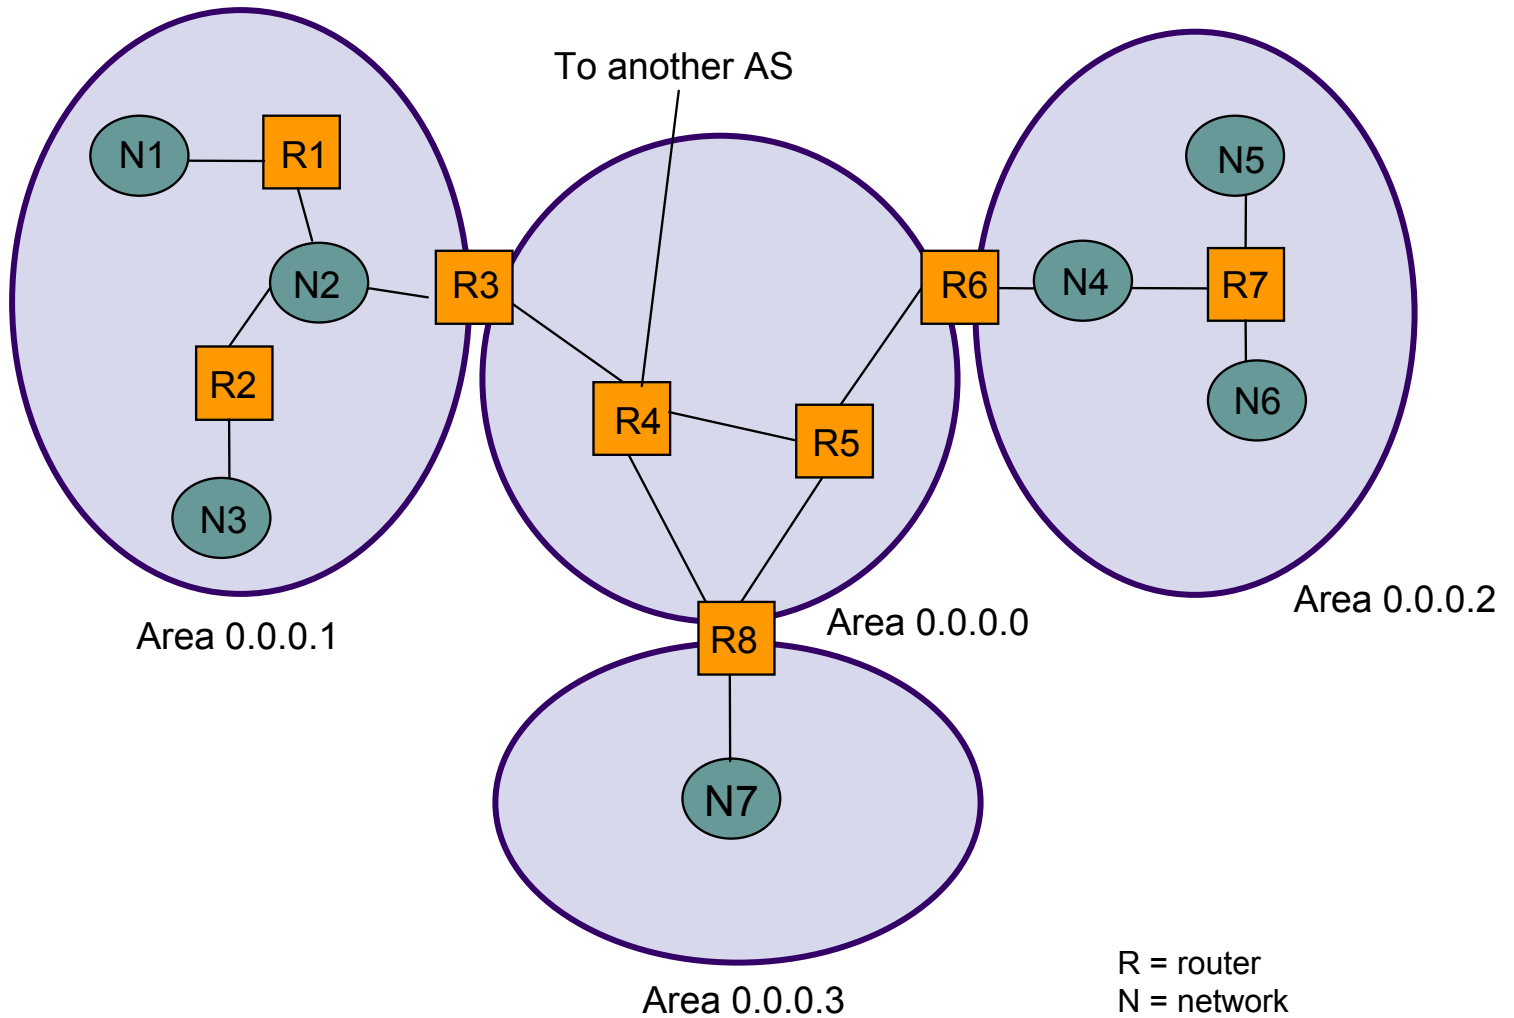 To another AS
N1
R1
N5
N2
R3
R6
N4
R7
R2
R4
R5
N6
N3
Area 0.0.0.1
R8
Area 0.0.0.0
Area 0.0.0.2
N7
R = router
N = network
Area 0.0.0.3